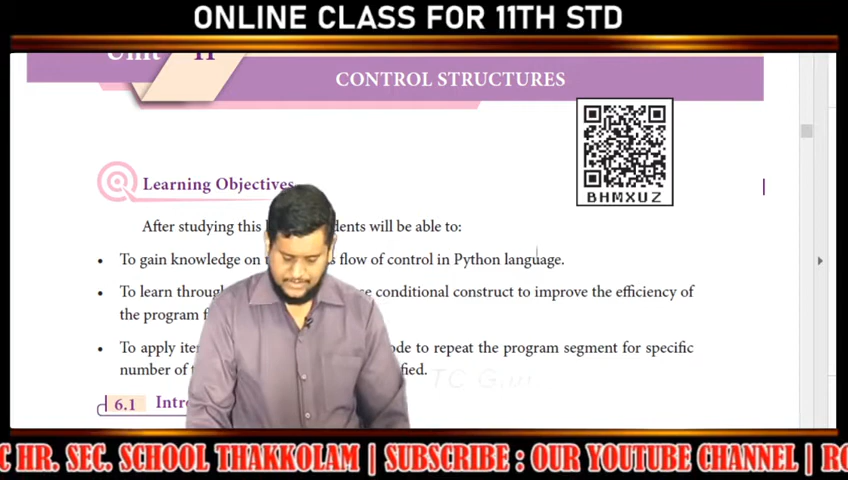 ONLINE CLASS FOR 11TH STD
Unit II
CONTROL STRUCTURES
BHMXUZ
Learning Objectives
After studying this students will be able to:
• To gain knowledge on flow of control in Python language.
• To learn through conditional construct to improve the efficiency of
the program
• To apply to repeat the program segment for specific
number of
6.1
C HR. SEC. SCHOOL THAKKOLAM | SUBSCRIBE : OUR YOUTUBE CHANNEL |